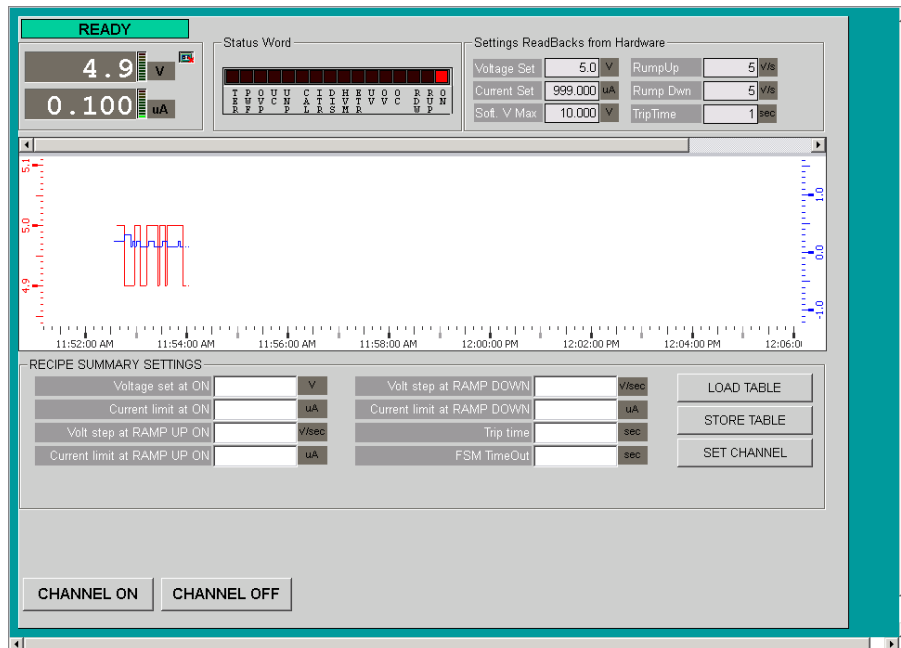 READY
4.9 V
0.100 uA
Status Word
T P O U U C I D H E U O O R R O
E W V C N A T I V T V V C D U N
R F P P L R S M R W P
Settings ReadBacks from Hardware
Voltage Set 5.0 V RumpUp 5 V/s
Current Set 999.000 uA Rump Dwn 5 V/s
Soft. V Max 10.000 V TripTime 1 sec
5.1
5.0
4.9
1.0
0.0
-1.0
11:52:00 AM 11:54:00 AM 11:56:00 AM 11:58:00 AM 12:00:00 PM 12:02:00 PM 12:04:00 PM 12:06:0
RECIPE SUMMARY SETTINGS
Voltage set at ON V Volt step at RAMP DOWN V/sec LOAD TABLE
Current limit at ON uA Current limit at RAMP DOWN uA
STORE TABLE
Volt step at RAMP UP ON V/sec Trip time sec
Current limit at RAMP UP ON uA FSM TimeOut sec SET CHANNEL
CHANNEL ON CHANNEL OFF